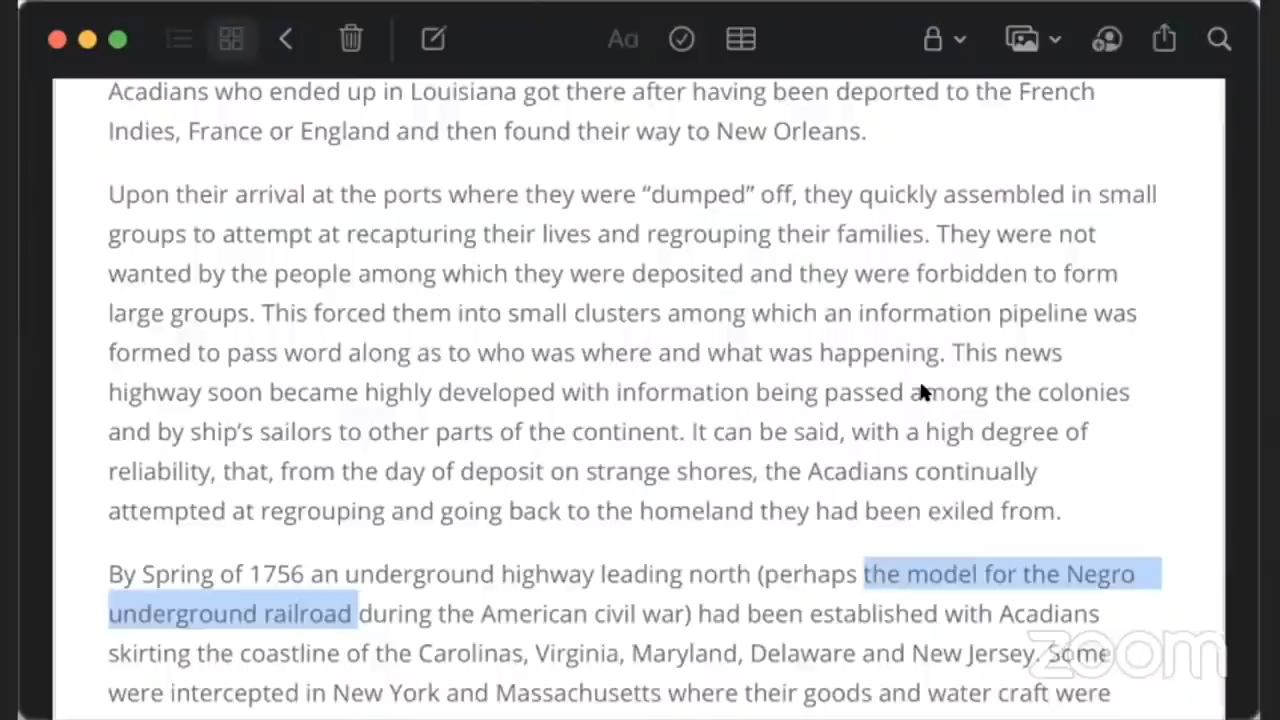 Aa
Acadians who ended up in Louisiana got there after having been deported to the French
Indies, France or England and then found their way to New Orleans.
Upon their arrival at the ports where they were “dumped” off, they quickly assembled in small
groups to attempt at recapturing their lives and regrouping their families. They were not
wanted by the people among which they were deposited and they were forbidden to form
large groups. This forced them into small clusters among which an information pipeline was
formed to pass word along as to who was where and what was happening. This news
highway soon became highly developed with information being passed among the colonies
and by ship’s sailors to other parts of the continent. It can be said, with a high degree of
reliability, that, from the day of deposit on strange shores, the Acadians continually
attempted at regrouping and going back to the homeland they had been exiled from.
By Spring of 1756 an underground highway leading north (perhaps the model for the Negro
underground railroad during the American civil war) had been established with Acadians
skirting the coastline of the Carolinas, Virginia, Maryland, Delaware and New Jersey. Some
were intercepted in New York and Massachusetts where their goods and water craft were
zoom